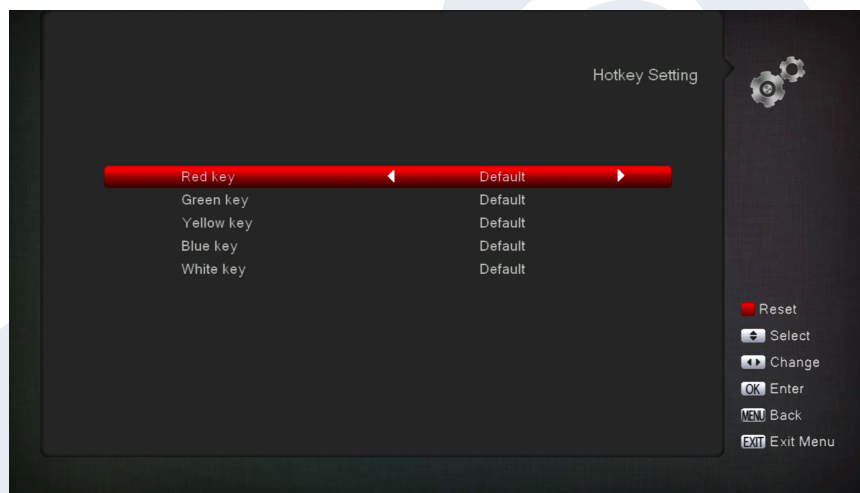 Hotkey Setting
Red key Default
Green key Default
Yellow key Default
Blue key Default
White key Default
Reset
Select
Change
OK Enter
MENU Back
EXIT Exit Menu